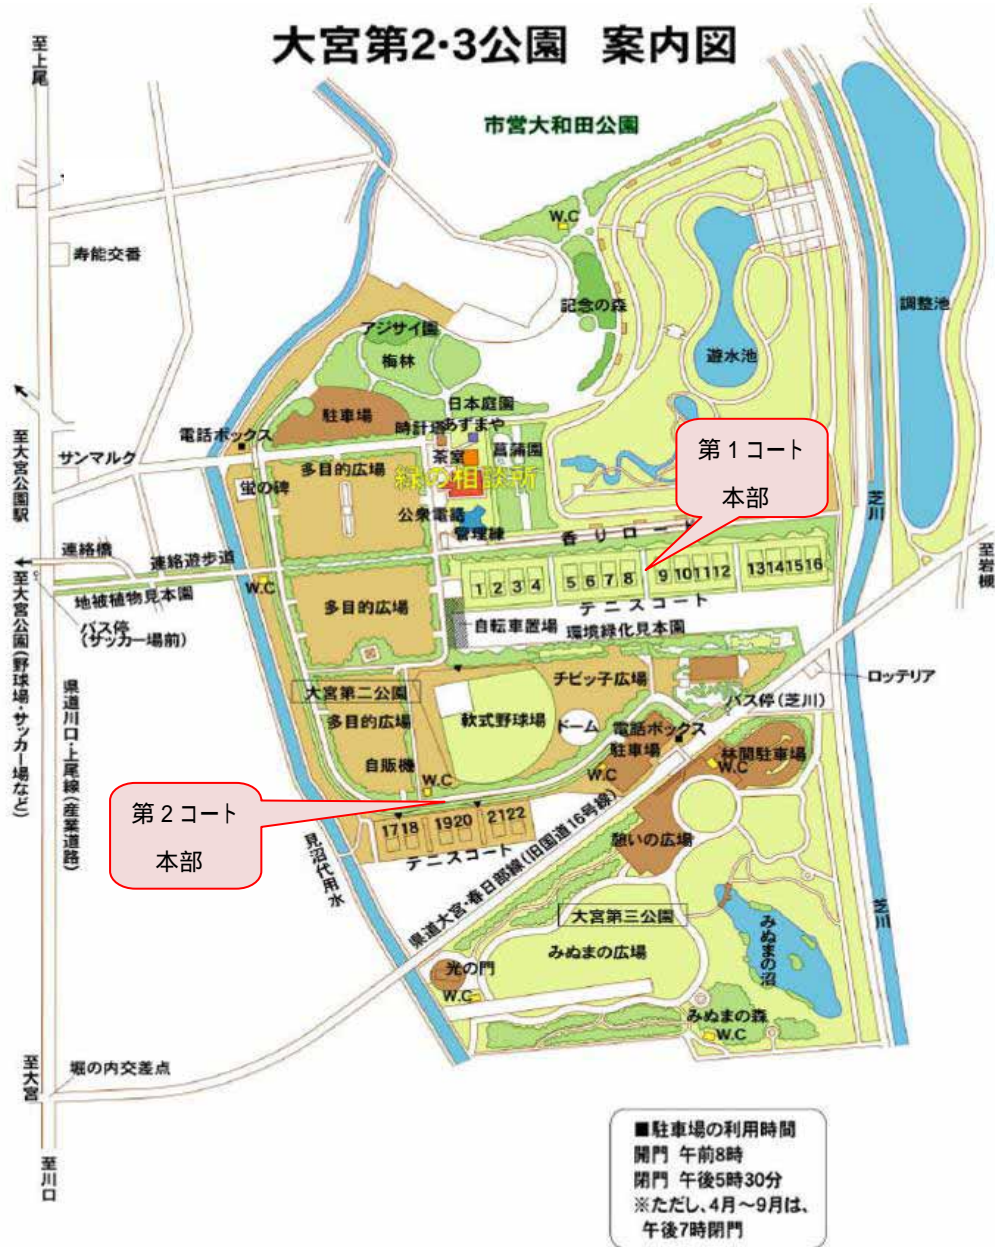 大宮第2・3公園 案内図
至上尾
市営大和田公園
寿能交番
W.C
記念の森
調整池
アジサイ園
梅林
遊水池
日本庭園
駐車場
時計塔
あずまや
電話ボックス
至大宮公園駅
サンマルク
多目的広場
茶室
菖蒲園
緑の相談所
第1コート
本部
蛍の碑
公衆電話
管理棟
香りロード
芝川
至岩槻
連絡橋
連絡遊歩道
地被植物見本園
W.C
バス停
(サッカー場前)
至大宮公園(野球場・サッカー場など)
1 2 3 4
5 6 7 8
9 10 11 12
13 14 15 16
テニスコート
多目的広場
自転車置場
環境緑化見本園
チビッ子広場
ロッテリア
大宮第二公園
バス停(芝川)
県道川口・上尾線(産業道路)
多目的広場
軟式野球場
ドーム
電話ボックス
駐車場
林間駐車場
W.C
自販機
W.C
W.C
第2コート
本部
17 18
19 20
21 22
テニスコート
憩いの広場
見沼代用水
県道大宮・春日部線(旧国道16号線)
大宮第三公園
みぬまの広場
みぬまの沼
芝川
光の門
W.C
みぬまの森
W.C
至大宮
堀の内交差点
至川口
■駐車場の利用時間
開門 午前8時
閉門 午後5時30分
※ただし、4月～9月は、
午後7時閉門